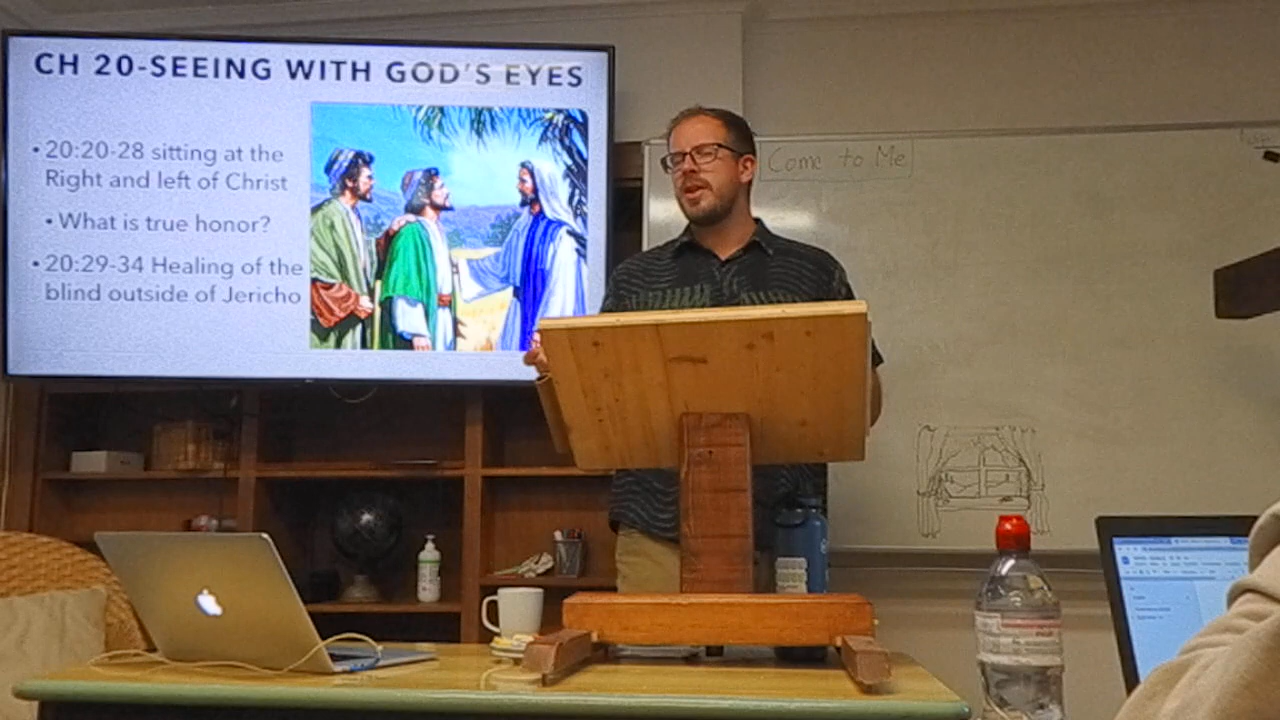 CH 20-SEEING WITH GOD'S EYES
• 20:20-28 sitting at the
Right and left of Christ
• What is true honor?
• 20:29-34 Healing of the
blind outside of Jericho
Come to Me